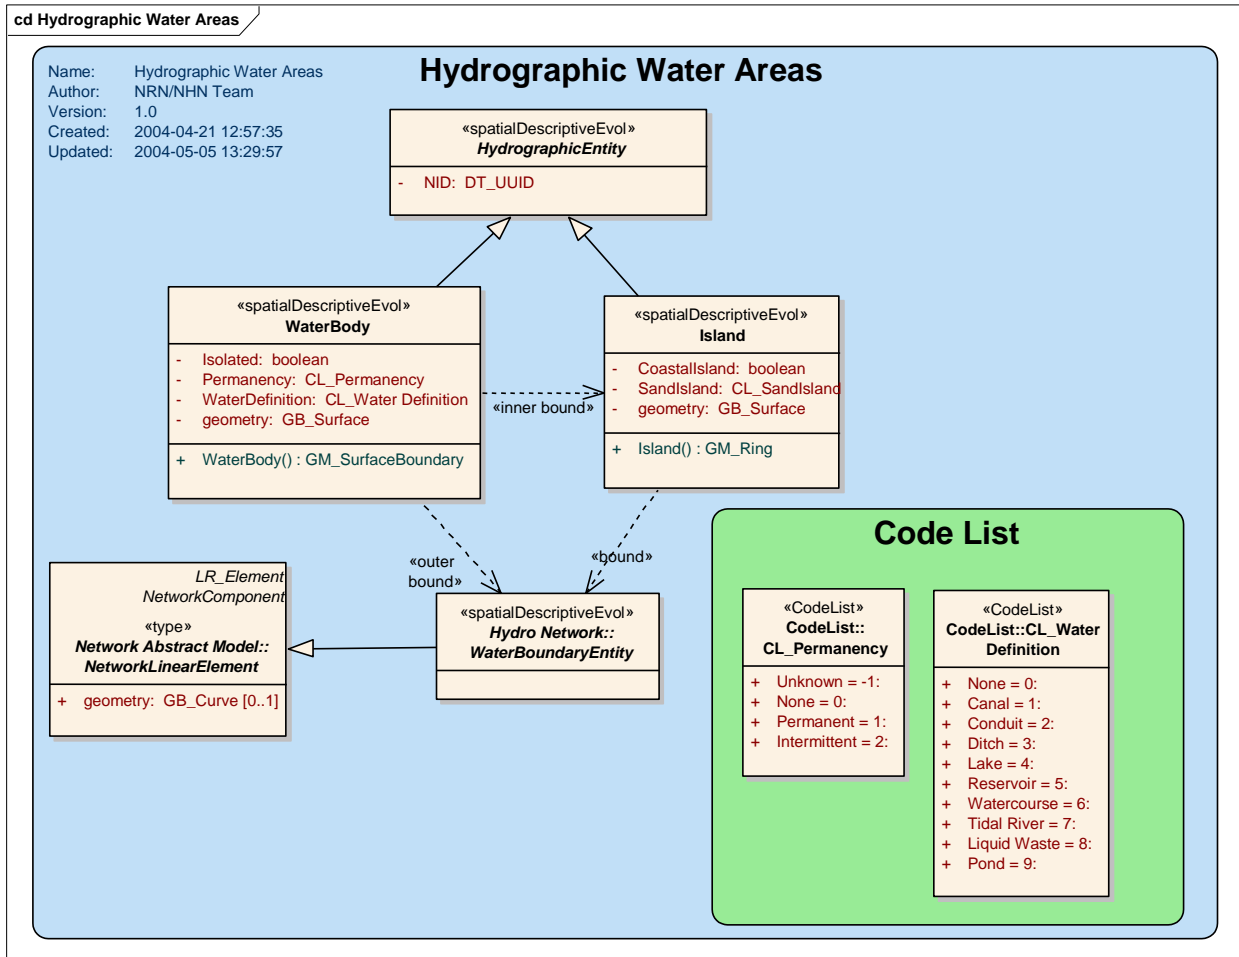 cd Hydrographic Water Areas
Hydrographic Water Areas
Name: Hydrographic Water Areas
Author: NRN/NHN Team
Version: 1.0
Created: 2004-04-21 12:57:35
Updated: 2004-05-05 13:29:57
«spatialDescriptiveEvol»
HydrographicEntity
- NID: DT_UUID
«spatialDescriptiveEvol»
WaterBody
- Isolated: boolean
- Permanency: CL_Permanency
- WaterDefinition: CL_Water Definition
- geometry: GB_Surface
+ WaterBody() : GM_SurfaceBoundary
«inner bound»
«spatialDescriptiveEvol»
Island
- CoastalIsland: boolean
- SandIsland: CL_SandIsland
- geometry: GB_Surface
+ Island() : GM_Ring
«outer
bound»
«bound»
LR_Element
NetworkComponent
«type»
Network Abstract Model::
NetworkLinearElement
+ geometry: GB_Curve [0..1]
«spatialDescriptiveEvol»
Hydro Network::
WaterBoundaryEntity
Code List
«CodeList»
CodeList::
CL_Permanency
+ Unknown = -1:
+ None = 0:
+ Permanent = 1:
+ Intermittent = 2:
«CodeList»
CodeList::CL_Water
Definition
+ None = 0:
+ Canal = 1:
+ Conduit = 2:
+ Ditch = 3:
+ Lake = 4:
+ Reservoir = 5:
+ Watercourse = 6:
+ Tidal River = 7:
+ Liquid Waste = 8:
+ Pond = 9: